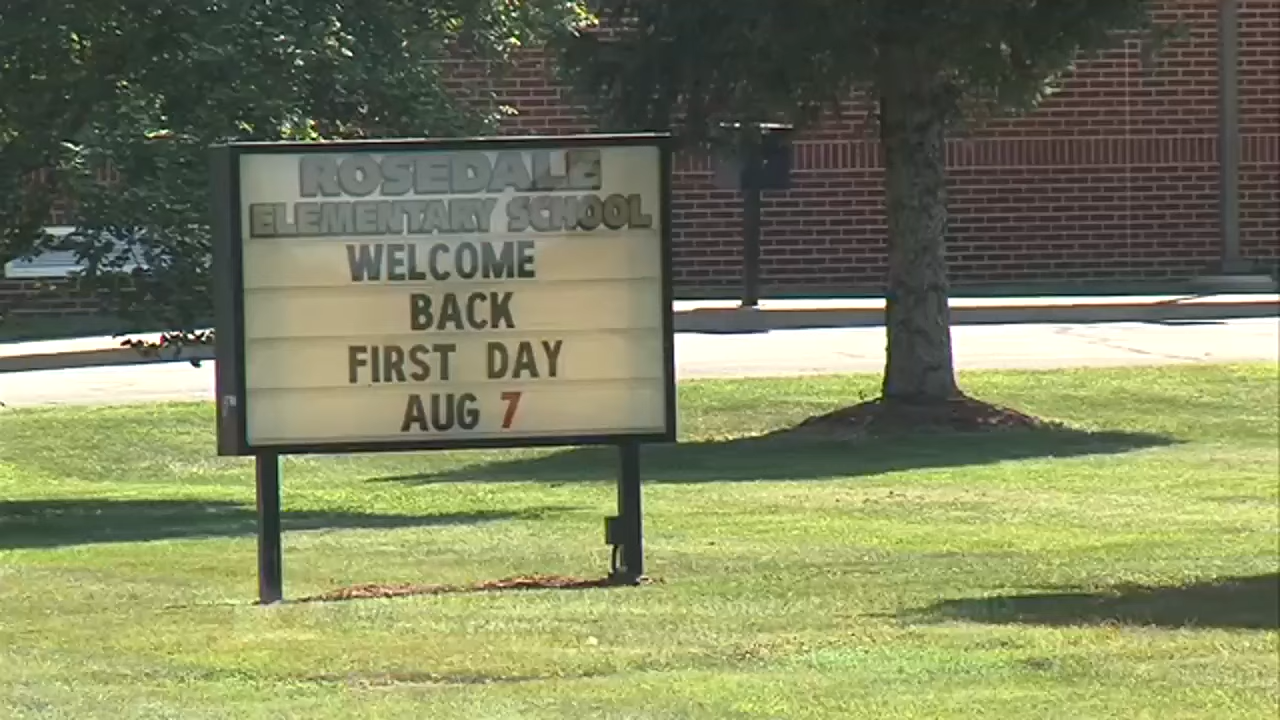 ROSEDALE
ELEMENTARY SCHOOL
WELCOME
BACK
FIRST DAY
AUG 7